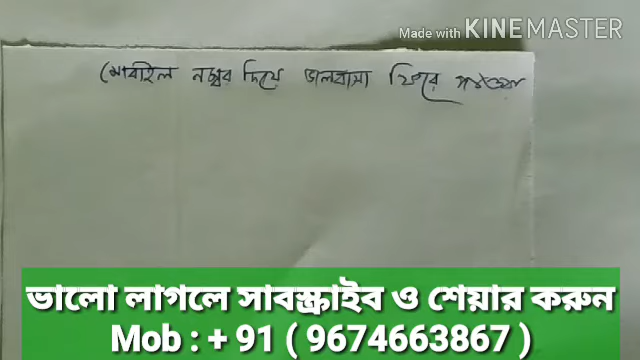 Made with KINEMASTER
মোবাইল নম্বর দিয়ে ভালবাসা ফিরে পাওয়া
ভালো লাগলে সাবস্ক্রাইব ও শেয়ার করুন
Mob : + 91 ( 9674663867 )